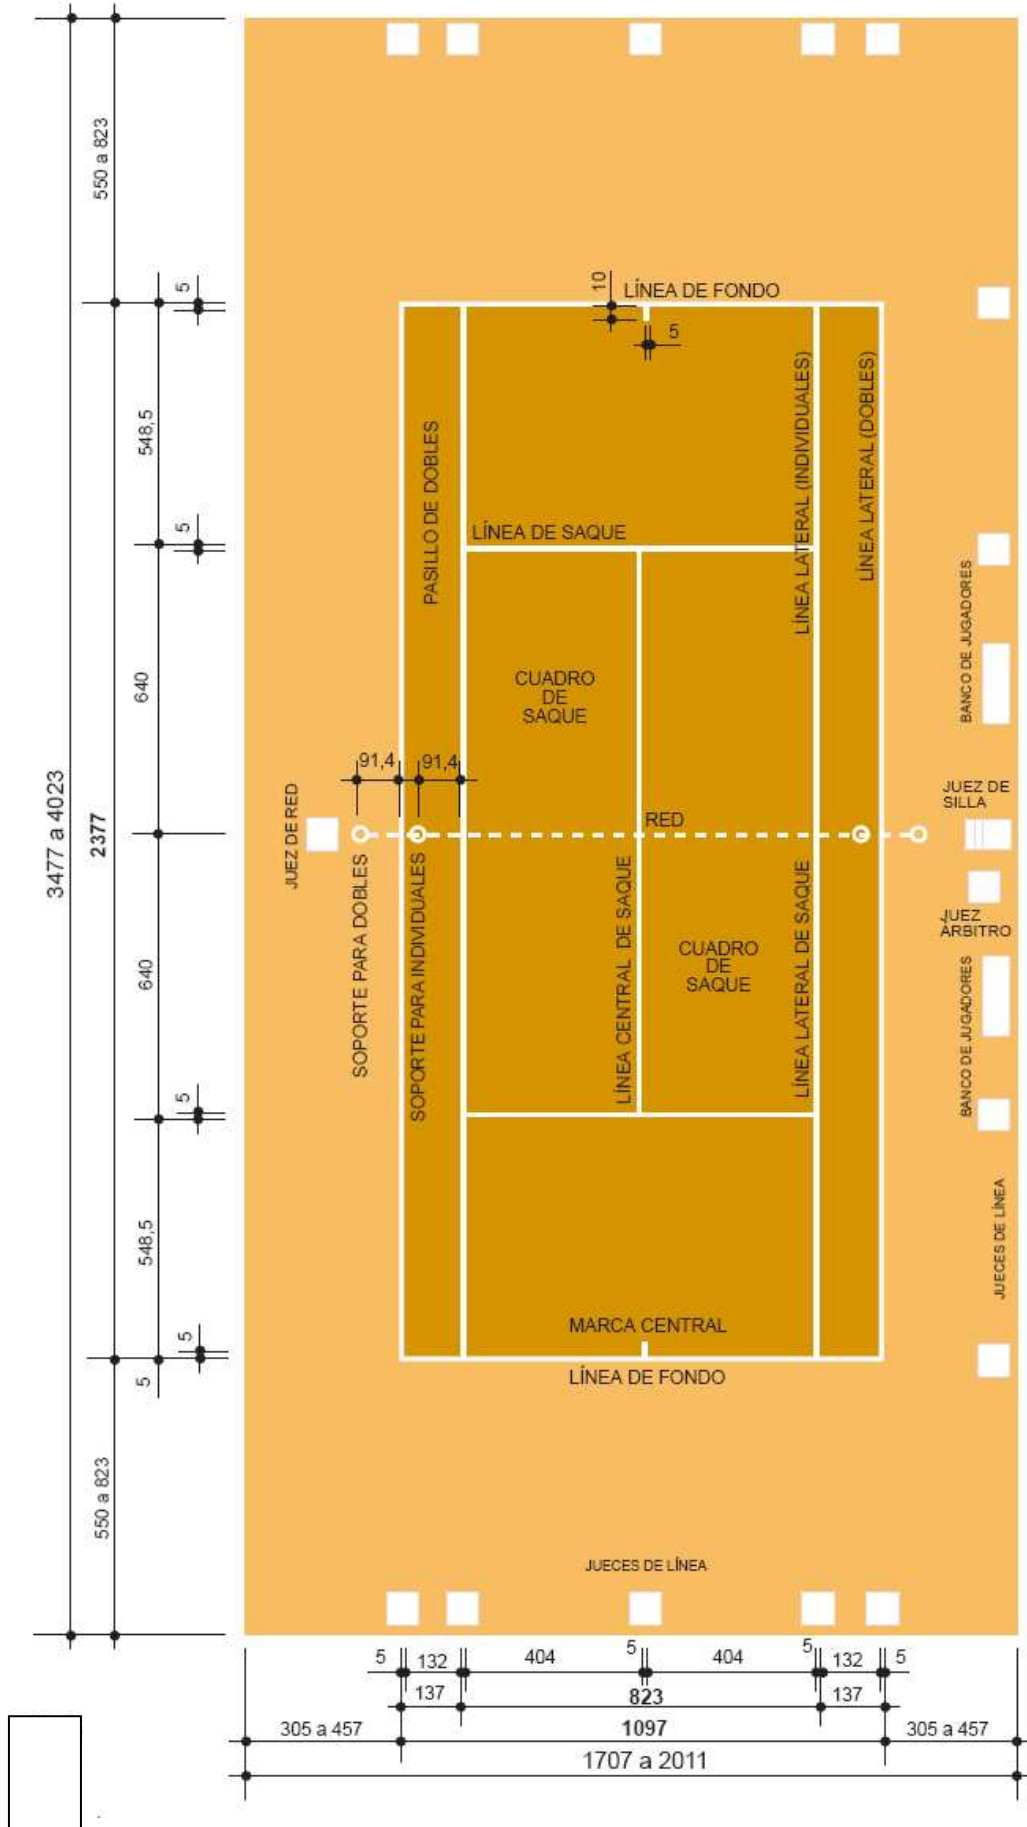 550 a 823
5
10
LÍNEA DE FONDO
5
548,5
PASILLO DE DOBLES
LÍNEA LATERAL (INDIVIDUALES)
LÍNEA LATERAL (DOBLES)
5
LÍNEA DE SAQUE
640
CUADRO
DE
SAQUE
BANCO DE JUGADORES
91,4
91,4
3477 a 4023
2377
JUEZ DE RED
RED
JUEZ DE
SILLA
SOPORTE PARA DOBLES
SOPORTE PARA INDIVIDUALES
LÍNEA CENTRAL DE SAQUE
LÍNEA LATERAL DE SAQUE
JUEZ
ÁRBITRO
640
CUADRO
DE
SAQUE
BANCO DE JUGADORES
5
548,5
JUECES DE LÍNEA
MARCA CENTRAL
5
5
LÍNEA DE FONDO
550 a 823
JUECES DE LÍNEA
5 132 404 5 404 5 132 5
137 823 137
305 a 457 1097 305 a 457
1707 a 2011